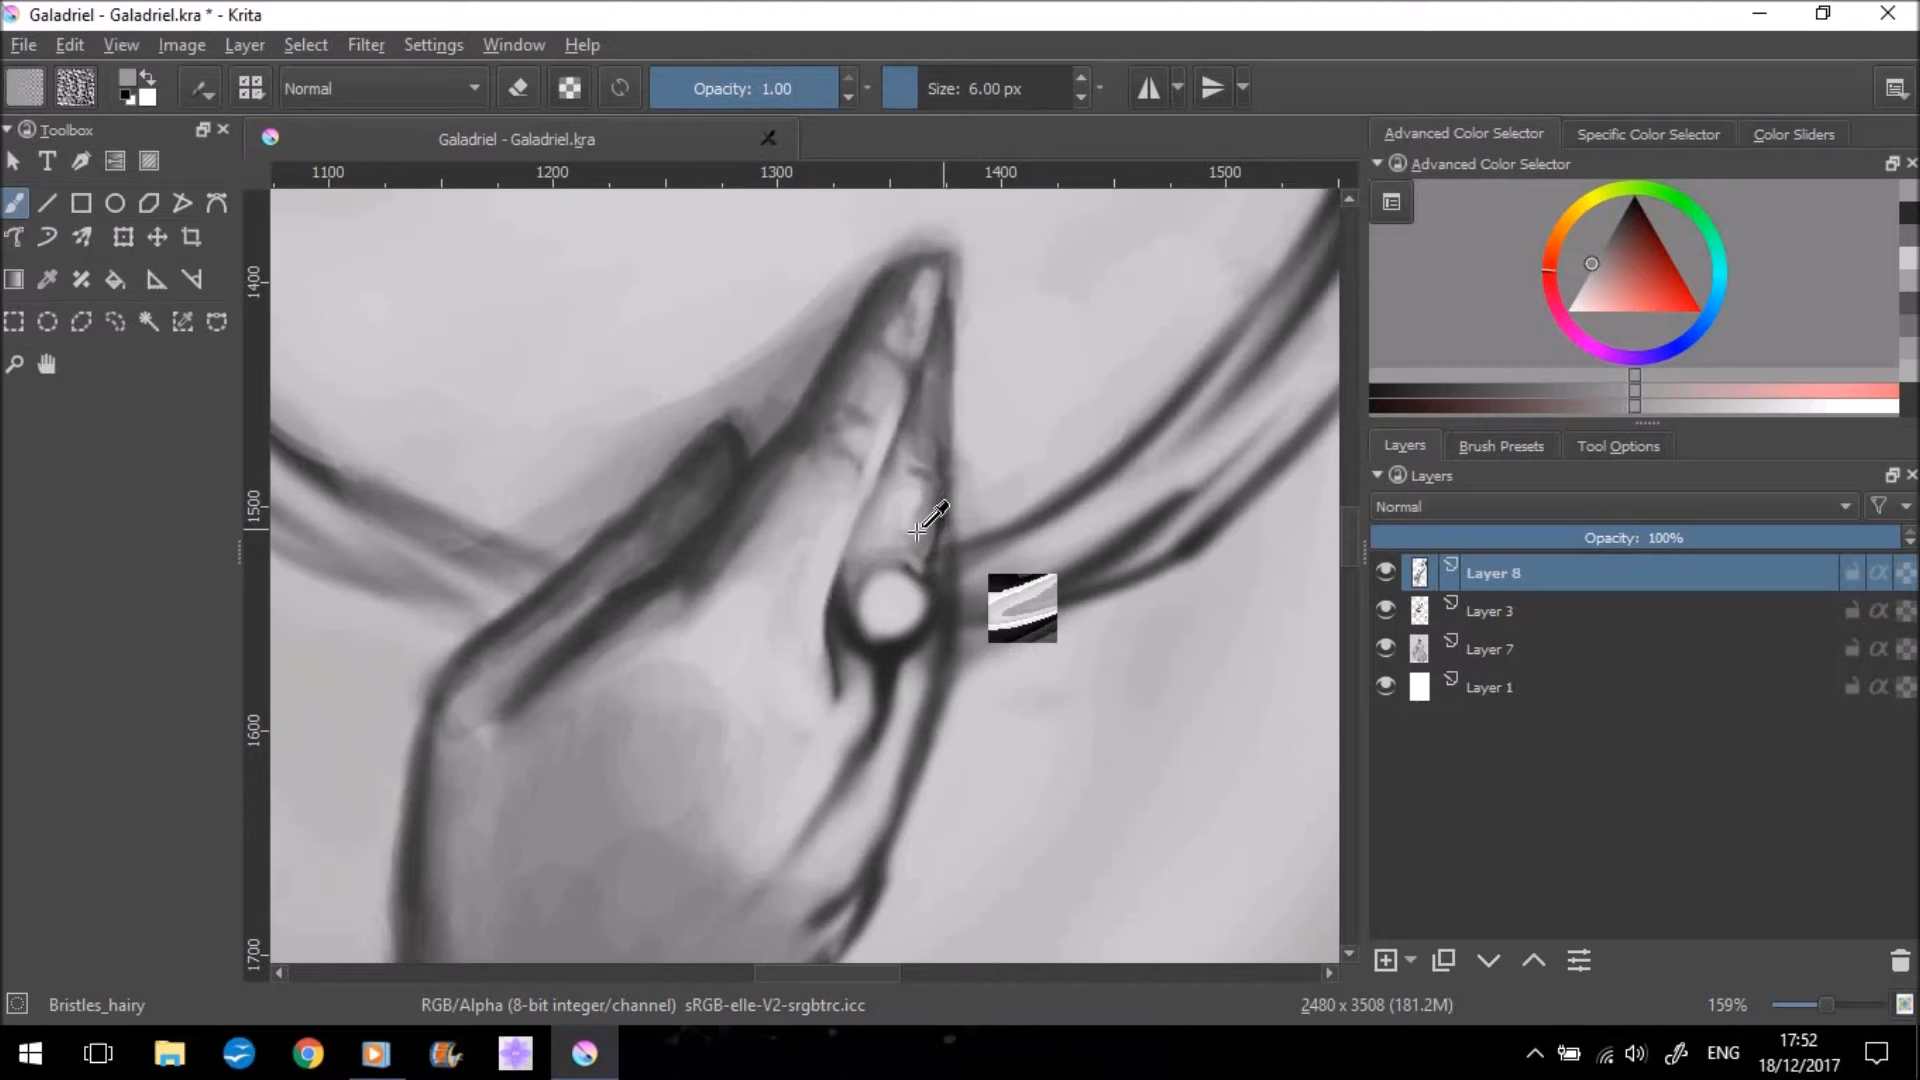 Galadriel - Galadriel.kra * - Krita
File Edit View Image Layer Select Filter Settings Window Help
Normal Opacity: 1.00 Size: 6.00 px
Toolbox
Galadriel - Galadriel.kra
Advanced Color Selector Specific Color Selector Color Sliders
Advanced Color Selector
1100 1200 1300 1400 1500
1400
1500
1600
1700
Layers Brush Presets Tool Options
Layers
Normal
Opacity: 100%
Layer 8
Layer 3
Layer 7
Layer 1
Bristles_hairy RGB/Alpha (8-bit integer/channel) sRGB-elle-V2-srgbtrc.icc 2480 x 3508 (181.2M) 159%
ENG
17:52
18/12/2017